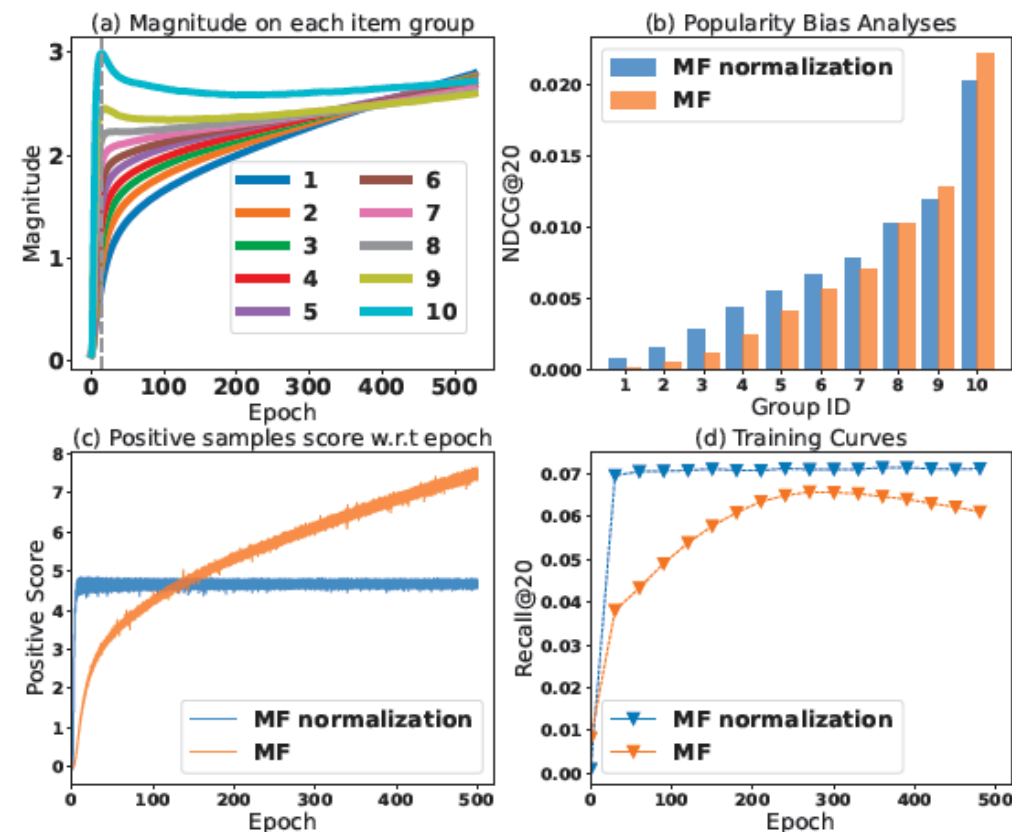 (a) Magnitude on each item group
Magnitude
3
2
1
0
1
2
3
4
5
6
7
8
9
10
0 100 200 300 400 500
Epoch
(b) Popularity Bias Analyses
NDCG@20
0.020
0.015
0.010
0.005
0.000
MF normalization
MF
1 2 3 4 5 6 7 8 9 10
Group ID
(c) Positive samples score w.r.t epoch
Positive Score
8
7
6
5
4
3
2
1
0
MF normalization
MF
0 100 200 300 400 500
Epoch
(d) Training Curves
Recall@20
0.07
0.06
0.05
0.04
0.03
0.02
0.01
0.00
MF normalization
MF
0 100 200 300 400 500
Epoch